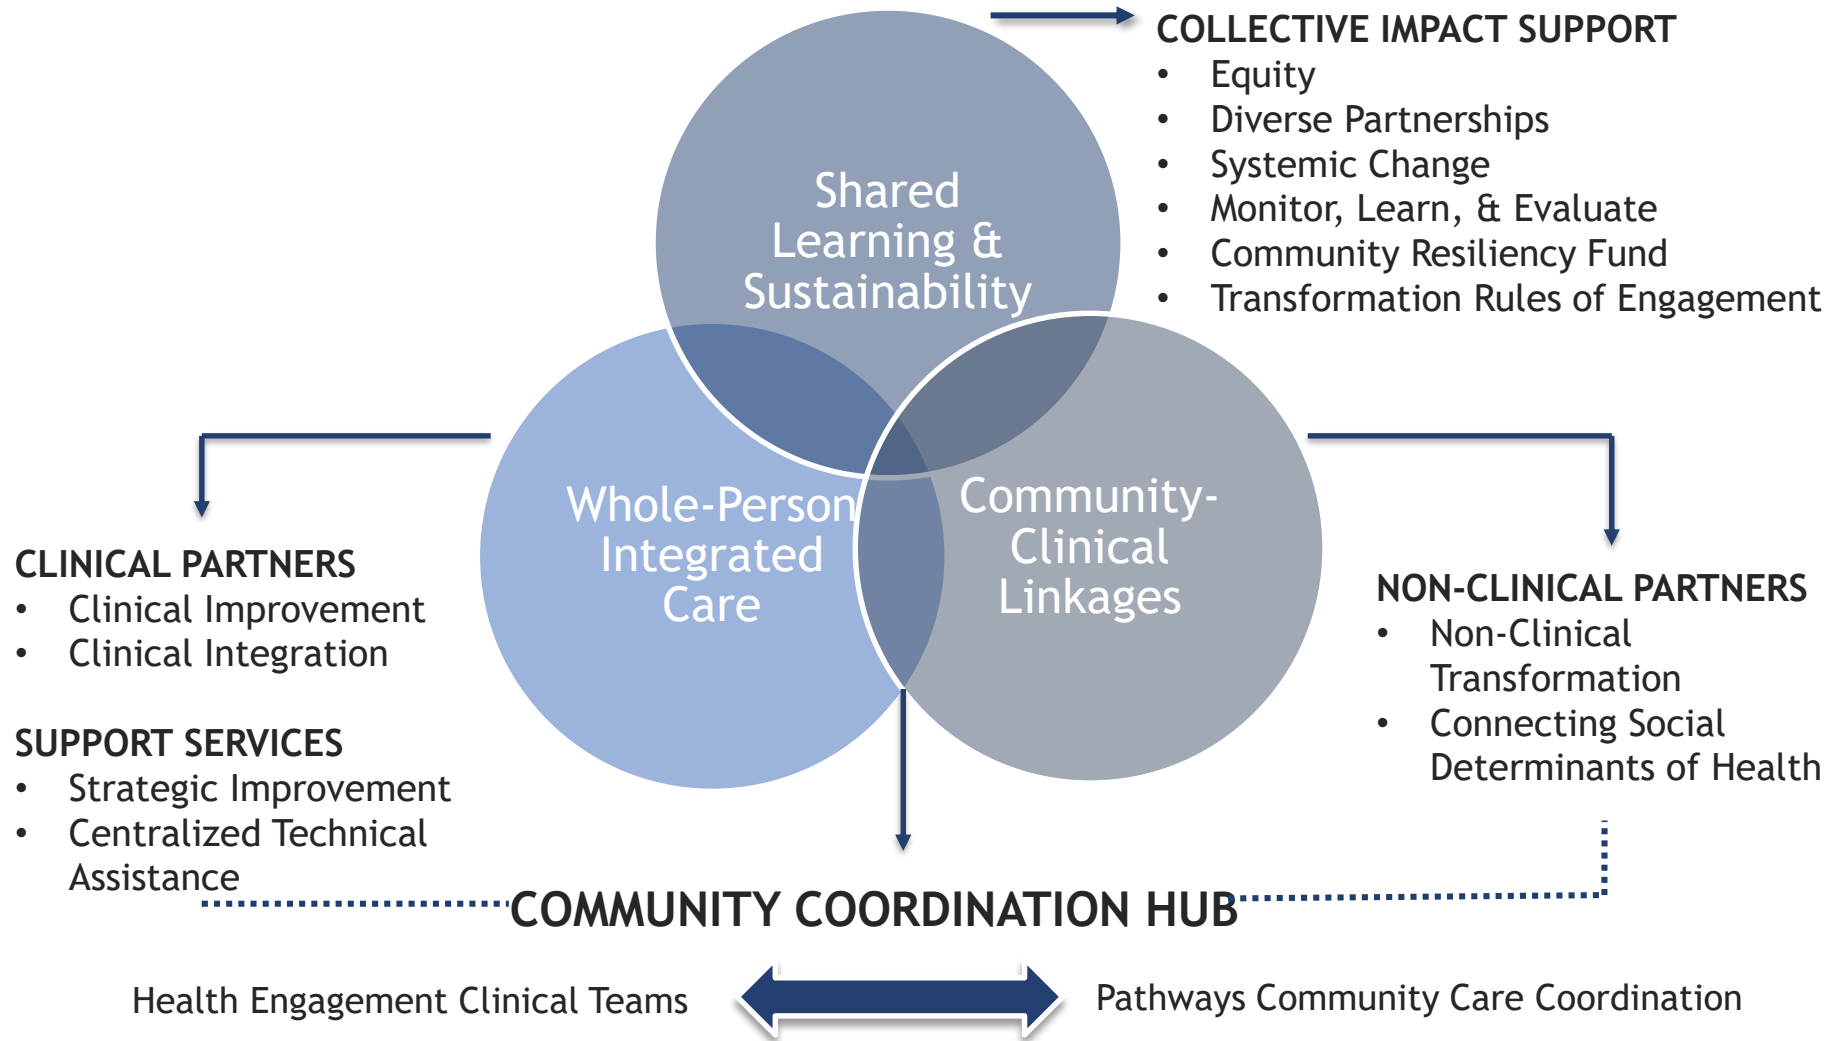 COLLECTIVE IMPACT SUPPORT
• Equity
• Diverse Partnerships
• Systemic Change
• Monitor, Learn, & Evaluate
• Community Resiliency Fund
• Transformation Rules of Engagement
Shared
Learning &
Sustainability
Whole-Person
Integrated
Care
Community-
Clinical
Linkages
CLINICAL PARTNERS
• Clinical Improvement
• Clinical Integration
SUPPORT SERVICES
• Strategic Improvement
• Centralized Technical
Assistance
NON-CLINICAL PARTNERS
• Non-Clinical
Transformation
• Connecting Social
Determinants of Health
COMMUNITY COORDINATION HUB
Health Engagement Clinical Teams
Pathways Community Care Coordination